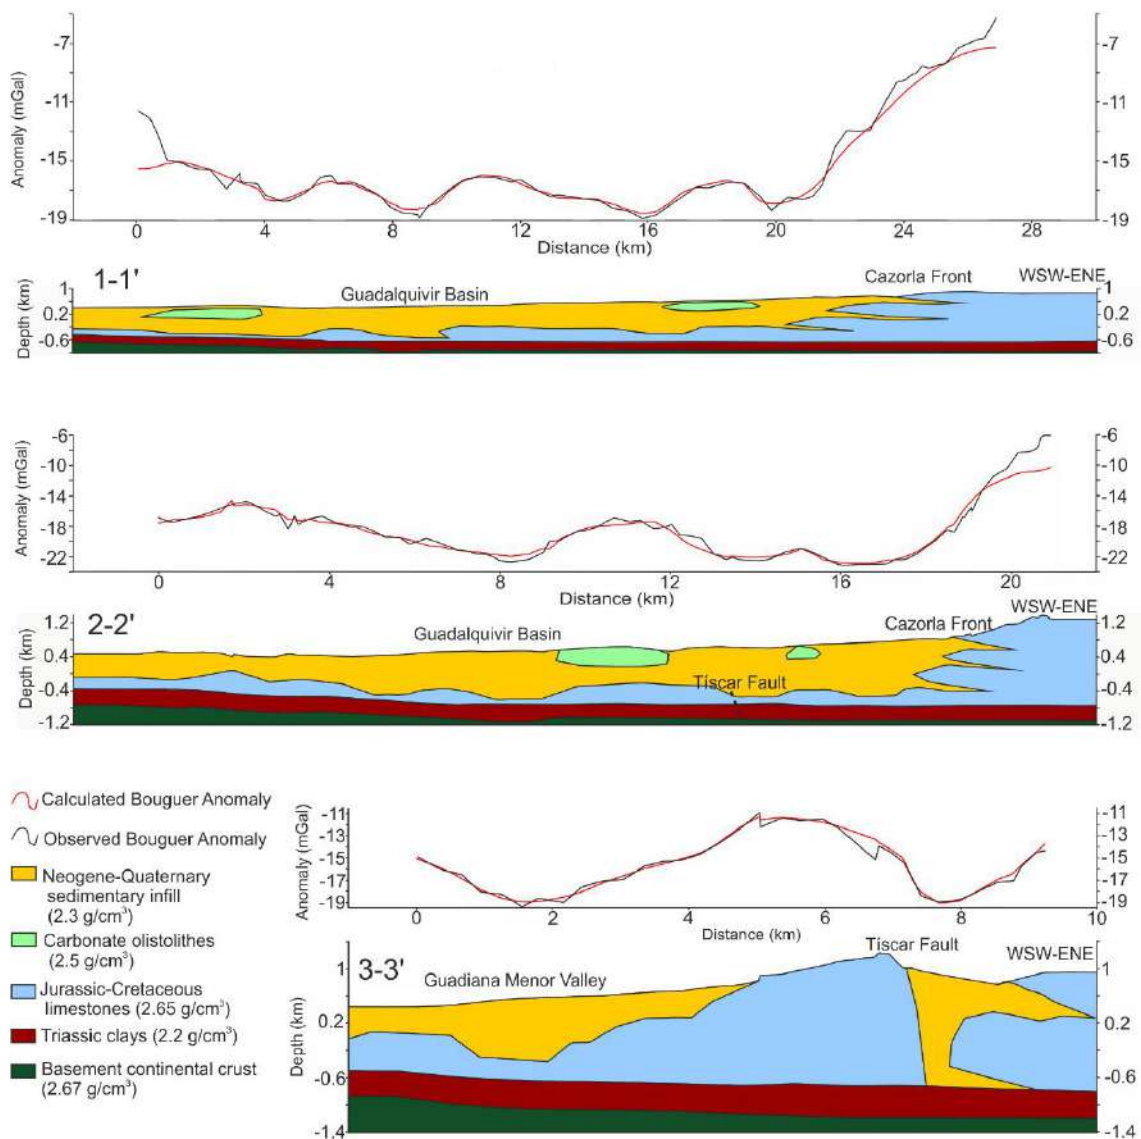 Anomaly (mGal)
-7
-11
-15
-19
-7
-11
-15
-19
0 4 8 12 16 20 24 28
Distance (km)
1-1'
Guadalquivir Basin
Cazorla Front
WSW-ENE
Depth (km)
1
0.2
-0.6
1
0.2
-0.6
Anomaly (mGal)
-6
-10
-14
-18
-22
-6
-10
-14
-18
-22
0 4 8 12 16 20
Distance (km)
2-2'
Guadalquivir Basin
Cazorla Front
WSW-ENE
Tíscar Fault
Depth (km)
1.2
0.4
-0.4
-1.2
1.2
0.4
-0.4
-1.2
Calculated Bouguer Anomaly
Observed Bouguer Anomaly
Neogene-Quaternary
sedimentary infill
(2.3 g/cm³)
Carbonate olistolithes
(2.5 g/cm³)
Jurassic-Cretaceous
limestones (2.65 g/cm³)
Triassic clays (2.2 g/cm³)
Basement continental crust
(2.67 g/cm³)
Anomaly (mGal)
-11
-13
-15
-17
-19
-11
-13
-15
-17
-19
0 2 4 6 8 10
Distance (km)
3-3'
Guadiana Menor Valley
Tíscar Fault
WSW-ENE
Depth (km)
1
0.2
-0.6
-1.4
1
0.2
-0.6
-1.4